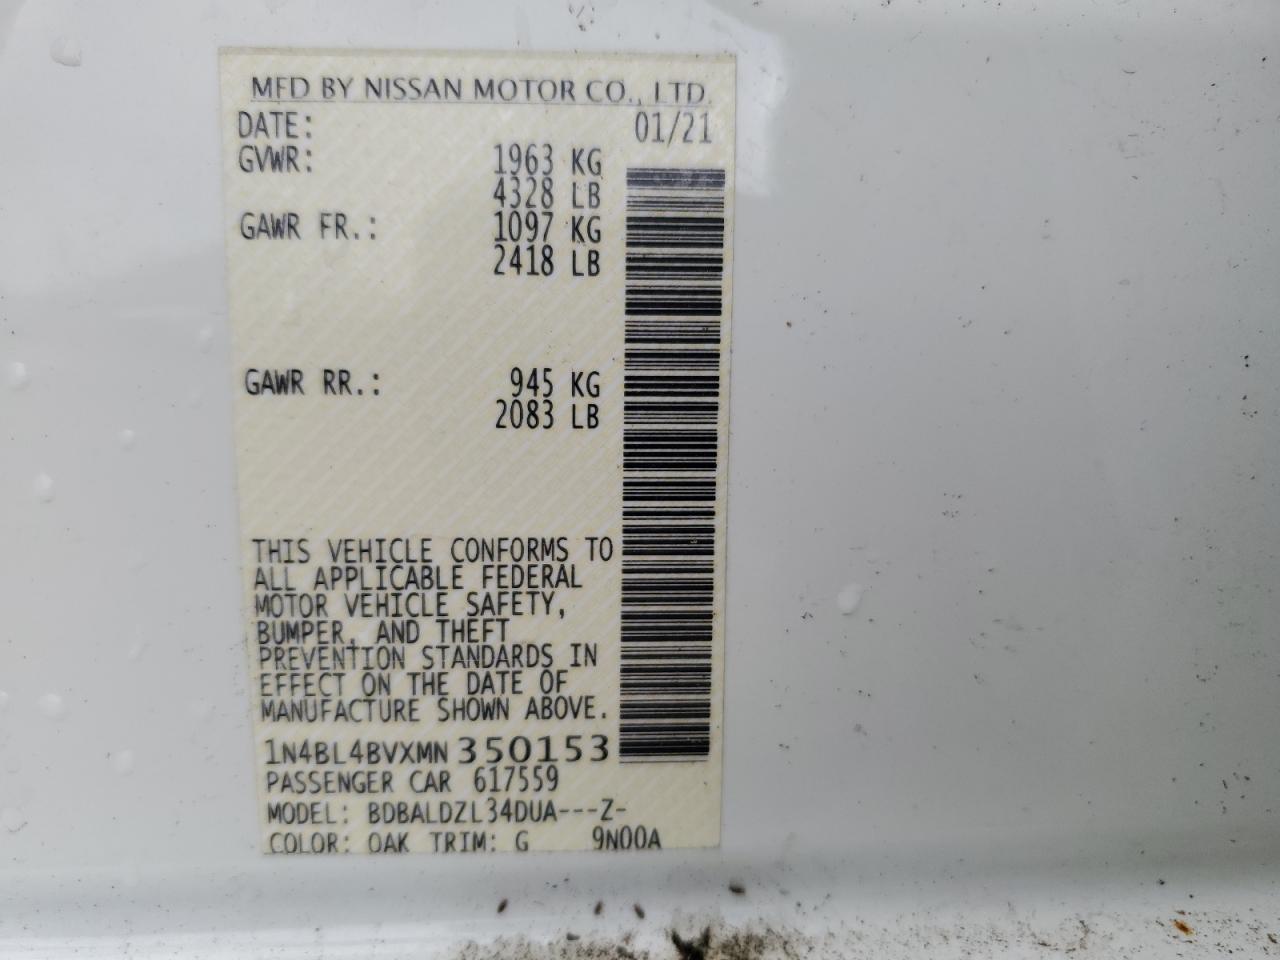 MFD BY NISSAN MOTOR CO., LTD.
DATE: 01/21
GVWR: 1963 KG
4328 LB
GAWR FR.: 1097 KG
2418 LB
GAWR RR.: 945 KG
2083 LB
THIS VEHICLE CONFORMS TO
ALL APPLICABLE FEDERAL
MOTOR VEHICLE SAFETY,
BUMPER, AND THEFT
PREVENTION STANDARDS IN
EFFECT ON THE DATE OF
MANUFACTURE SHOWN ABOVE.
1N4BL4BVXMN350153
PASSENGER CAR 617559
MODEL: BDBALDZL34DUA---Z-
COLOR: QAK TRIM: G 9N00A